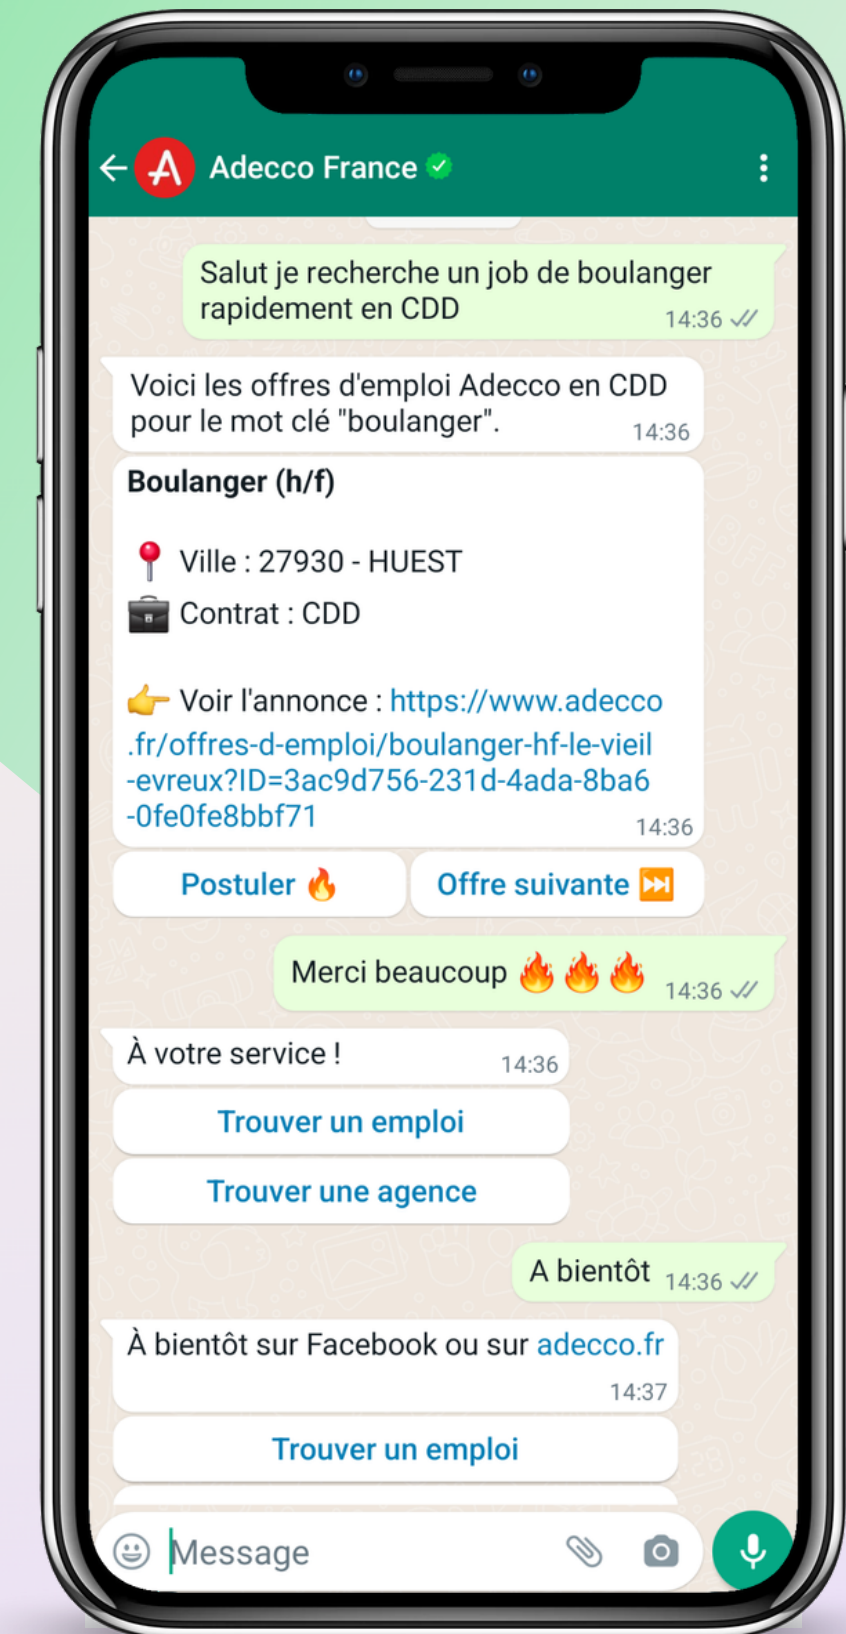 Adecco France
Salut je recherche un job de boulanger
rapidement en CDD
14:36
Voici les offres d'emploi Adecco en CDD
pour le mot clé "boulanger".
14:36
Boulanger (h/f)
📍 Ville : 27930 - HUEST
💼 Contrat : CDD
👉 Voir l'annonce : https://www.adecco
.fr/offres-d-emploi/boulanger-hf-le-vieil
-evreux?ID=3ac9d756-231d-4ada-8ba6
-0fe0fe8bbf71
14:36
Postuler 🔥
Offre suivante ⏭️
Merci beaucoup 🔥🔥🔥 14:36
À votre service ! 14:36
Trouver un emploi
Trouver une agence
A bientôt 14:36
À bientôt sur Facebook ou sur adecco.fr
14:37
Trouver un emploi
Message